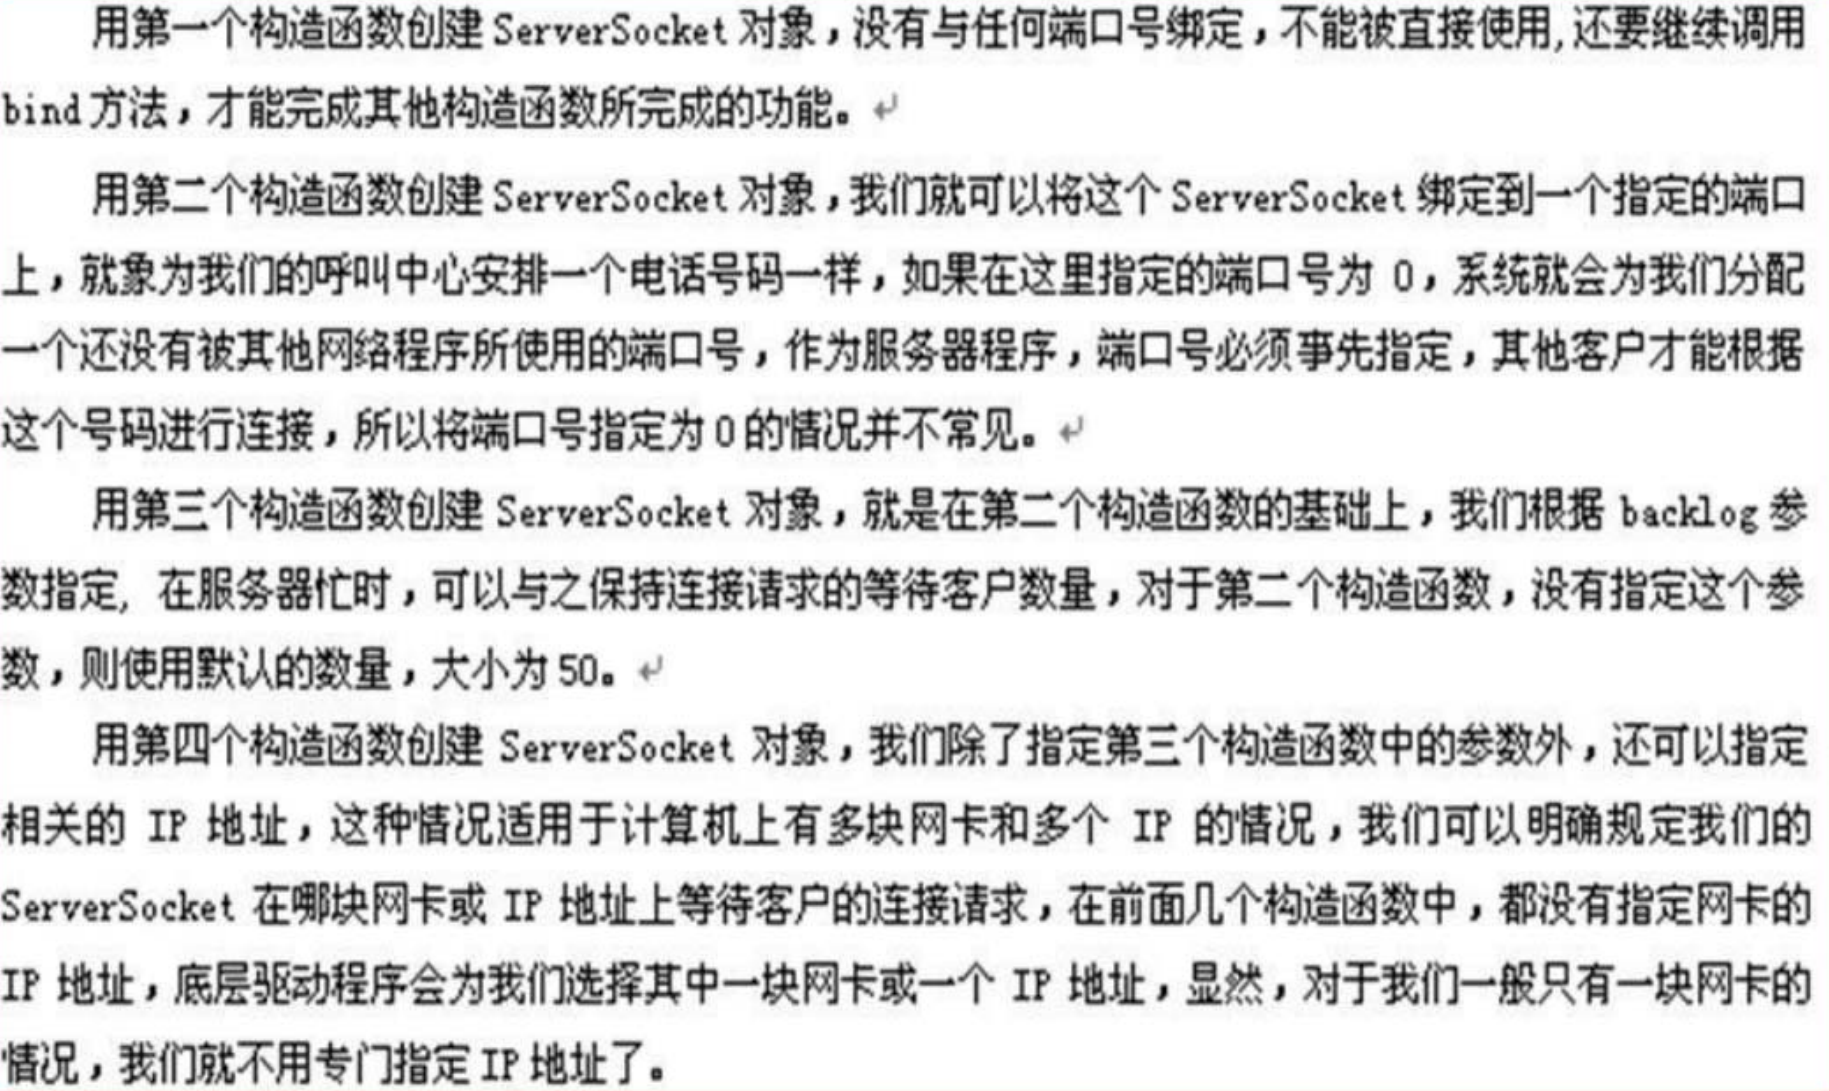 用第一个构造函数创建 ServerSocket 对象，没有与任何端口号绑定，不能被直接使用,还要继续调用
bind方法，才能完成其他构造函数所完成的功能。↵
用第二个构造函数创建 ServerSocket 对象，我们就可以将这个 ServerSocket 绑定到一个指定的端口
上，就象为我们的呼叫中心安排一个电话号码一样，如果在这里指定的端口号为 0，系统就会为我们分配
一个还没有被其他网络程序所使用的端口号，作为服务器程序，端口号必须事先指定，其他客户才能根据
这个号码进行连接，所以将端口号指定为0的情况并不常见。↵
用第三个构造函数创建 ServerSocket 对象，就是在第二个构造函数的基础上，我们根据 backlog 参
数指定, 在服务器忙时，可以与之保持连接请求的等待客户数量，对于第二个构造函数，没有指定这个参
数，则使用默认的数量，大小为50。↵
用第四个构造函数创建 ServerSocket 对象，我们除了指定第三个构造函数中的参数外，还可以指定
相关的 IP 地址，这种情况适用于计算机上有多块网卡和多个 IP 的情况，我们可以明确规定我们的
ServerSocket 在哪块网卡或 IP 地址上等待客户的连接请求，在前面几个构造函数中，都没有指定网卡的
IP 地址，底层驱动程序会为我们选择其中一块网卡或一个 IP 地址，显然，对于我们一般只有一块网卡的
情况，我们就不用专门指定IP地址了。